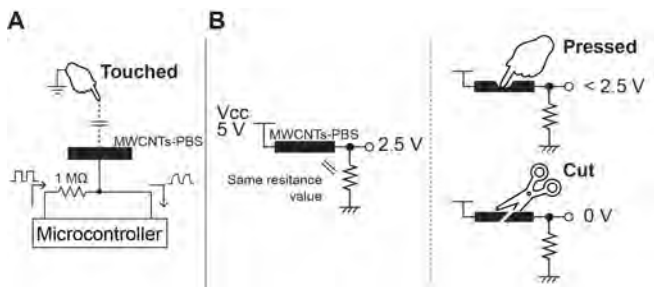 A
Touched
MWCNTs-PBS
1 MΩ
Microcontroller
B
Vcc
5 V
MWCNTs-PBS
2.5 V
Same resitance
value
Pressed
< 2.5 V
Cut
0 V